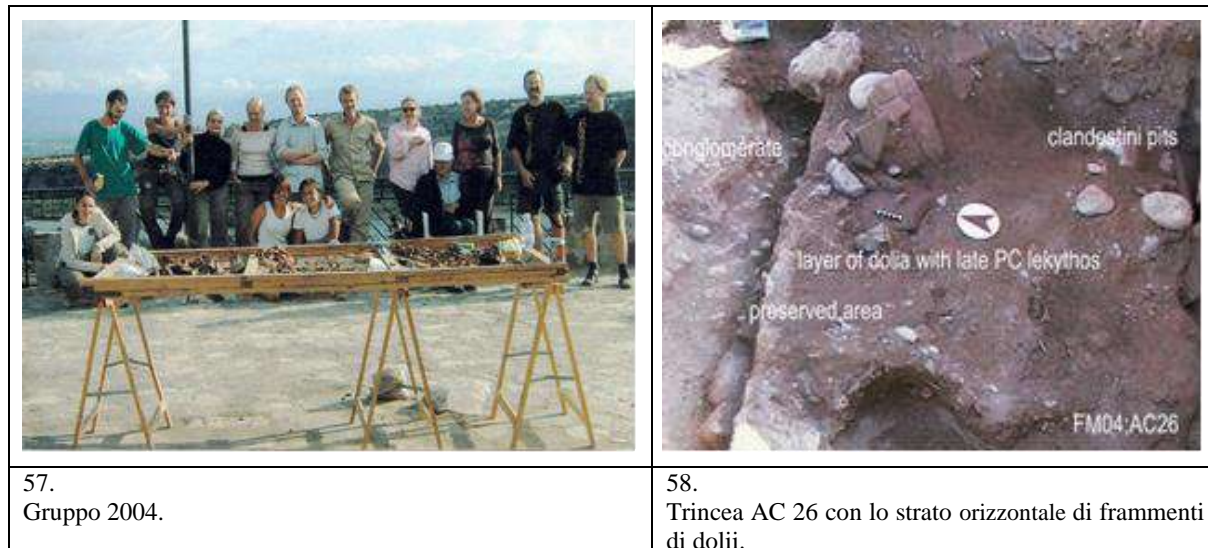 conglomerate
clandestini pits
layer of dolia with late PC lekythos
preserved area
FM04;AC26
57.
Gruppo 2004.
58.
Trincea AC 26 con lo strato orizzontale di frammenti
di dolii.